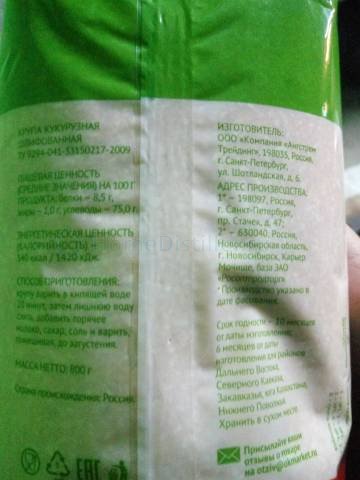 КРУПА КУКУРУЗНАЯ
ШЛИФОВАННАЯ
ТУ 9294-041-53150217-2009
ПИЩЕВАЯ ЦЕННОСТЬ
(СРЕДНИЕ ЗНАЧЕНИЯ) НА 100 Г
ПРОДУКТА: белки – 8,5 г,
жиры – 1,0 г, углеводы – 75,0 г.
ЭНЕРГЕТИЧЕСКАЯ ЦЕННОСТЬ
(КАЛОРИЙНОСТЬ)
340 ккал / 1420 кДж.
СПОСОБ ПРИГОТОВЛЕНИЯ:
крупу варить в кипящей воде
20 минут, затем лишнюю воду
слить, добавить горячее
молоко, сахар, соль и варить,
помешивая, до загустения.
МАССА НЕТТО: 800 г
Страна происхождения: Россия.
ИЗГОТОВИТЕЛЬ:
ООО «Компания «Ангстрем
Трейдинг», 198035, Россия,
г. Санкт-Петербург,
ул. Шотландская, д. 6.
АДРЕС ПРОИЗВОДСТВА:
1* – 198097, Россия,
г. Санкт-Петербург,
пр. Стачек, д. 47;
2* – 630040, Россия,
Новосибирская область,
г. Новосибирск, Карьер
Мочище, база ЗАО
«Росоптпродторг»
* Производство указано в
дате фасования.
Срок годности – 10 месяцев
от даты изготовления;
6 месяцев от даты
изготовления для районов
Дальнего Востока,
Северного Кавказа,
Закавказья, юга Казахстана,
Нижнего Поволжья.
Хранить в сухом месте
Присылайте ваши
отзывы о товаре
на otziv@okmarket.ru
EAC
HomeDistil